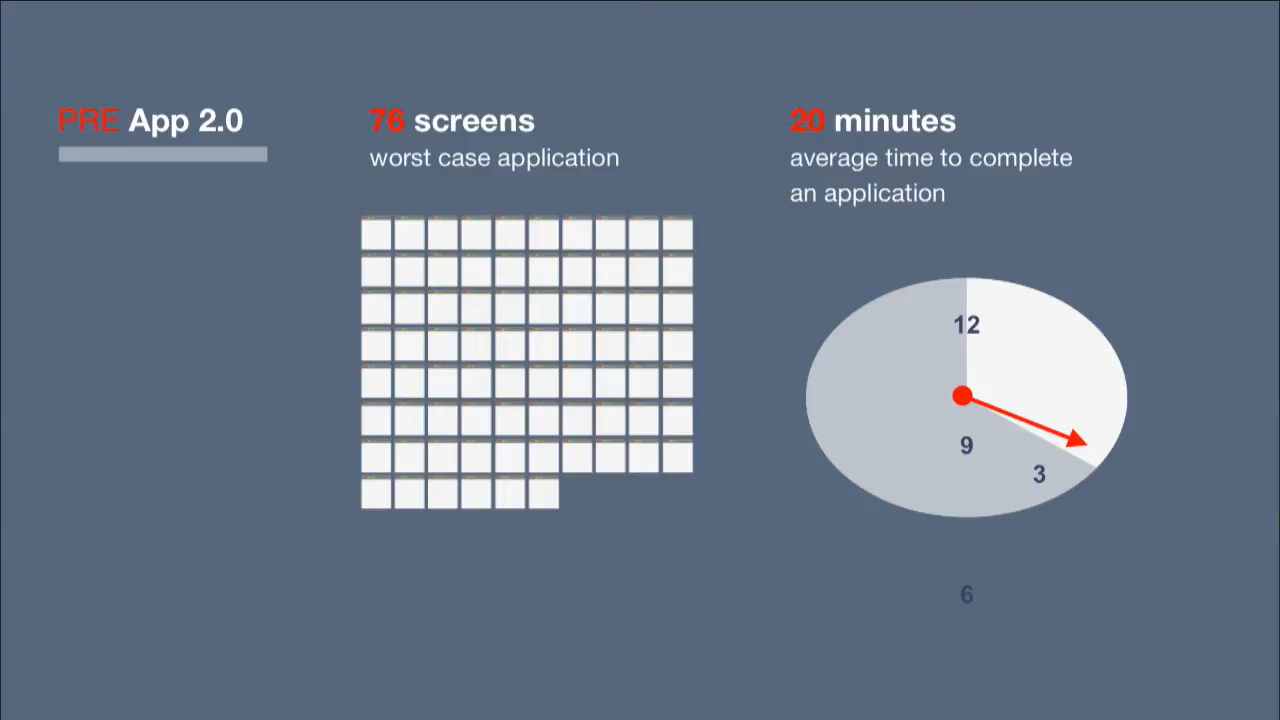 PRE App 2.0
76 screens
worst case application
20 minutes
average time to complete
an application
12
9
3
6